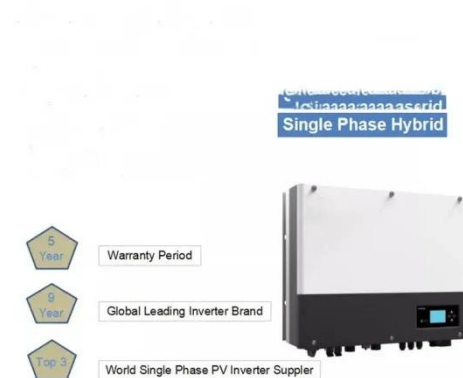 Single Phase Hybrid
5
Year
Warranty Period
9
Year
Global Leading Inverter Brand
Top 3
World Single Phase PV Inverter Suppler